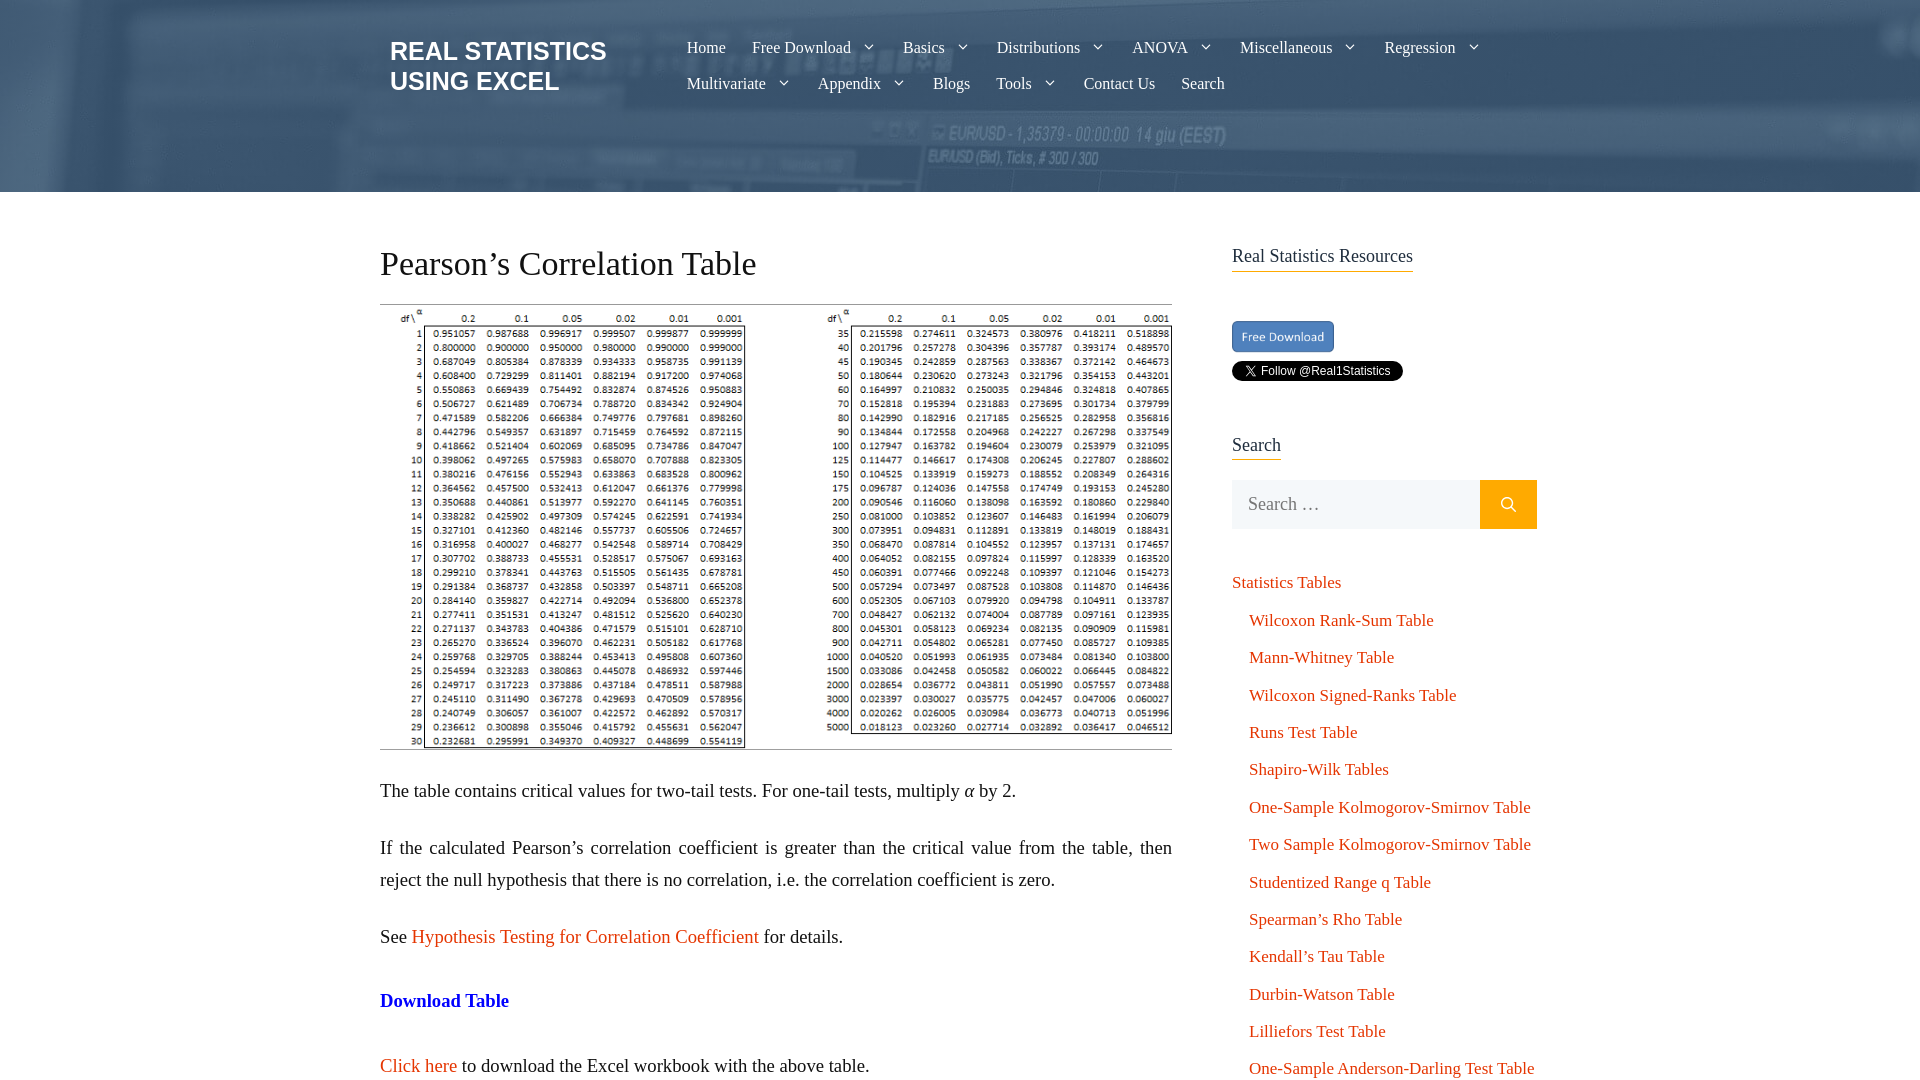 REAL STATISTICS
USING EXCEL
Home Free Download Basics Distributions ANOVA Miscellaneous Regression
Multivariate Appendix Blogs Tools Contact Us Search
EUR/USD - 1,35379 - 00:00:00 14 giu (EEST)
EUR/USD (Bid), Ticks, # 300 / 300
Pearson’s Correlation Table
df\α 0.2 0.1 0.05 0.02 0.01 0.001
1 0.951057 0.987688 0.996917 0.999507 0.999877 0.999999
2 0.800000 0.900000 0.950000 0.980000 0.990000 0.999000
3 0.687049 0.805384 0.878339 0.934333 0.958735 0.991139
4 0.608400 0.729299 0.811401 0.882194 0.917200 0.974068
5 0.550863 0.669439 0.754492 0.832874 0.874526 0.950883
6 0.506727 0.621489 0.706734 0.788720 0.834342 0.924904
7 0.471589 0.582206 0.666384 0.749776 0.797681 0.898260
8 0.442796 0.549357 0.631897 0.715459 0.764592 0.872115
9 0.418662 0.521404 0.602069 0.685095 0.734786 0.847047
10 0.398062 0.497265 0.575983 0.658070 0.707888 0.823305
11 0.380216 0.476156 0.552943 0.633863 0.683528 0.800962
12 0.364562 0.457500 0.532413 0.612047 0.661376 0.779998
13 0.350688 0.440861 0.513977 0.592270 0.641145 0.760351
14 0.338282 0.425902 0.497309 0.574245 0.622591 0.741934
15 0.327101 0.412360 0.482146 0.557737 0.605506 0.724657
16 0.316958 0.400027 0.468277 0.542548 0.589714 0.708429
17 0.307702 0.388733 0.455531 0.528517 0.575067 0.693163
18 0.299210 0.378341 0.443763 0.515505 0.561435 0.678781
19 0.291384 0.368737 0.432858 0.503397 0.548711 0.665208
20 0.284140 0.359827 0.422714 0.492094 0.536800 0.652378
21 0.277411 0.351531 0.413247 0.481512 0.525620 0.640230
22 0.271137 0.343783 0.404386 0.471579 0.515101 0.628710
23 0.265270 0.336524 0.396070 0.462231 0.505182 0.617768
24 0.259768 0.329705 0.388244 0.453413 0.495808 0.607360
25 0.254594 0.323283 0.380863 0.445078 0.486932 0.597446
26 0.249717 0.317223 0.373886 0.437184 0.478511 0.587988
27 0.245110 0.311490 0.367278 0.429693 0.470509 0.578956
28 0.240749 0.306057 0.361007 0.422572 0.462892 0.570317
29 0.236612 0.300898 0.355046 0.415792 0.455631 0.562047
30 0.232681 0.295991 0.349370 0.409327 0.448699 0.554119
df\α 0.2 0.1 0.05 0.02 0.01 0.001
35 0.215598 0.274611 0.324573 0.380976 0.418211 0.518898
40 0.201796 0.257278 0.304396 0.357787 0.393174 0.489570
45 0.190345 0.242859 0.287563 0.338367 0.372142 0.464673
50 0.180644 0.230620 0.273243 0.321796 0.354153 0.443201
60 0.164997 0.210832 0.250035 0.294846 0.324818 0.407865
70 0.152818 0.195394 0.231883 0.273695 0.301734 0.379799
80 0.142990 0.182916 0.217185 0.256525 0.282958 0.356816
90 0.134844 0.172558 0.204968 0.242227 0.267298 0.337549
100 0.127947 0.163782 0.194604 0.230079 0.253979 0.321095
125 0.114477 0.146617 0.174308 0.206245 0.227807 0.288602
150 0.104525 0.133919 0.159273 0.188552 0.208349 0.264316
175 0.096787 0.124036 0.147558 0.174749 0.193153 0.245280
200 0.090546 0.116060 0.138098 0.163592 0.180860 0.229840
250 0.081000 0.103852 0.123607 0.146483 0.161994 0.206079
300 0.073951 0.094831 0.112891 0.133819 0.148019 0.188431
350 0.068470 0.087814 0.104552 0.123957 0.137131 0.174657
400 0.064052 0.082155 0.097824 0.115997 0.128339 0.163520
450 0.060391 0.077466 0.092248 0.109397 0.121046 0.154273
500 0.057294 0.073497 0.087528 0.103808 0.114870 0.146436
600 0.052305 0.067103 0.079920 0.094798 0.104911 0.133787
700 0.048427 0.062132 0.074004 0.087789 0.097161 0.123935
800 0.045301 0.058123 0.069234 0.082135 0.090909 0.115981
900 0.042711 0.054802 0.065281 0.077450 0.085727 0.109385
1000 0.040520 0.051993 0.061935 0.073484 0.081340 0.103800
1500 0.033086 0.042458 0.050582 0.060022 0.066445 0.084822
2000 0.028654 0.036772 0.043811 0.051990 0.057557 0.073488
3000 0.023397 0.030027 0.035775 0.042457 0.047006 0.060027
4000 0.020262 0.026005 0.030984 0.036773 0.040713 0.051996
5000 0.018123 0.023260 0.027714 0.032892 0.036417 0.046512
The table contains critical values for two-tail tests. For one-tail tests, multiply α by 2.
If the calculated Pearson’s correlation coefficient is greater than the critical value from the table, then
reject the null hypothesis that there is no correlation, i.e. the correlation coefficient is zero.
See Hypothesis Testing for Correlation Coefficient for details.
Download Table
Click here to download the Excel workbook with the above table.
Real Statistics Resources
Free Download
Follow @Real1Statistics
Search
Search …
Statistics Tables
Wilcoxon Rank-Sum Table
Mann-Whitney Table
Wilcoxon Signed-Ranks Table
Runs Test Table
Shapiro-Wilk Tables
One-Sample Kolmogorov-Smirnov Table
Two Sample Kolmogorov-Smirnov Table
Studentized Range q Table
Spearman’s Rho Table
Kendall’s Tau Table
Durbin-Watson Table
Lilliefors Test Table
One-Sample Anderson-Darling Test Table